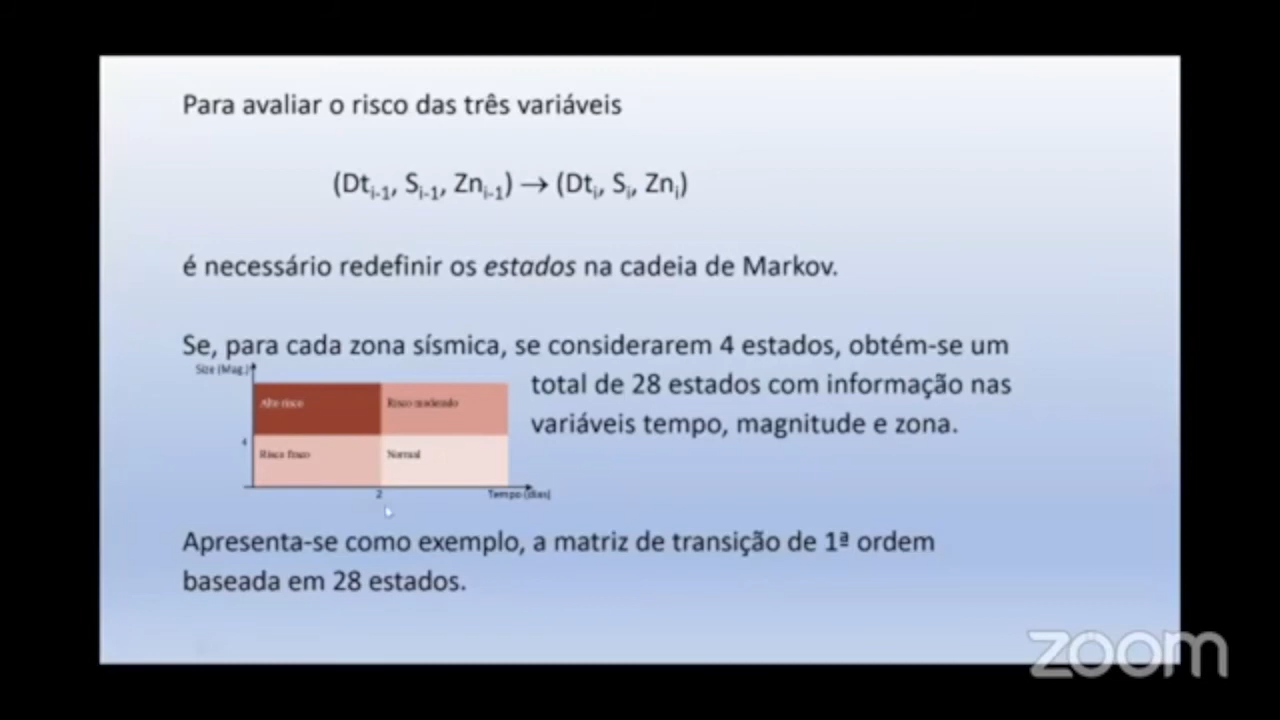 Para avaliar o risco das três variáveis
(Dti-1, Si-1, Zni-1) → (Dti, Si, Zni)
é necessário redefinir os estados na cadeia de Markov.
Se, para cada zona sísmica, se considerarem 4 estados, obtém-se um
total de 28 estados com informação nas
variáveis tempo, magnitude e zona.
Size (Mag.)
Alto risco
Risco moderado
4
Risco fraco
Normal
2
Tempo (dias)
Apresenta-se como exemplo, a matriz de transição de 1ª ordem
baseada em 28 estados.
zoom